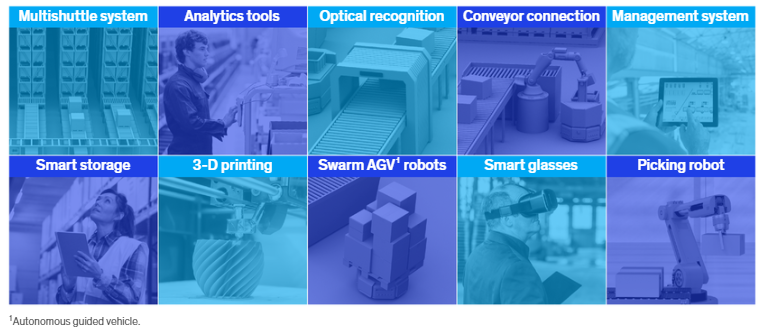 Multishuttle system
Analytics tools
Optical recognition
Conveyor connection
Management system
Smart storage
3-D printing
Swarm AGV¹ robots
Smart glasses
Picking robot
¹Autonomous guided vehicle.